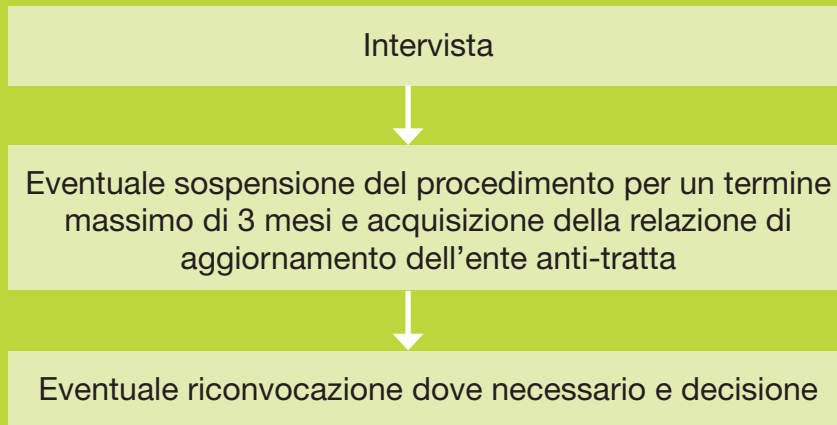 Intervista
Eventuale sospensione del procedimento per un termine
massimo di 3 mesi e acquisizione della relazione di
aggiornamento dell’ente anti-tratta
Eventuale riconvocazione dove necessario e decisione